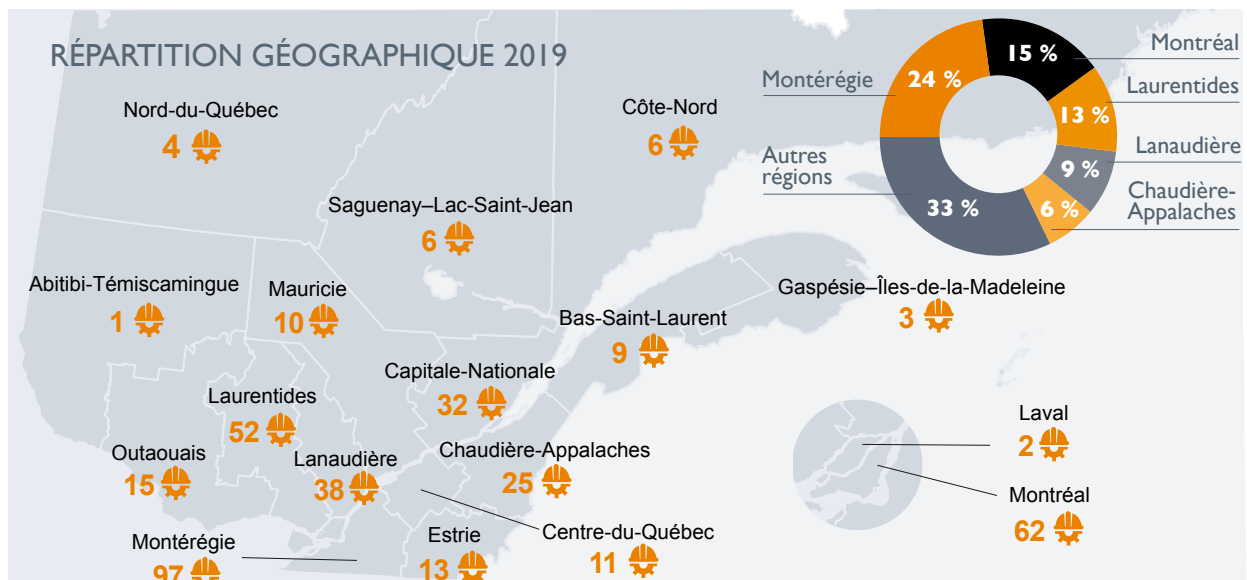 RÉPARTITION GÉOGRAPHIQUE 2019
Nord-du-Québec
4
Côte-Nord
6
Saguenay–Lac-Saint-Jean
6
Abitibi-Témiscamingue
1
Mauricie
10
Bas-Saint-Laurent
9
Gaspésie–Îles-de-la-Madeleine
3
Capitale-Nationale
32
Laurentides
52
Outaouais
15
Lanaudière
38
Chaudière-Appalaches
25
Montérégie
97
Estrie
13
Centre-du-Québec
11
Laval
2
Montréal
62
Montérégie
24 %
15 %
Montréal
Laurentides
13 %
Lanaudière
9 %
Chaudière-
Appalaches
6 %
Autres
régions
33 %